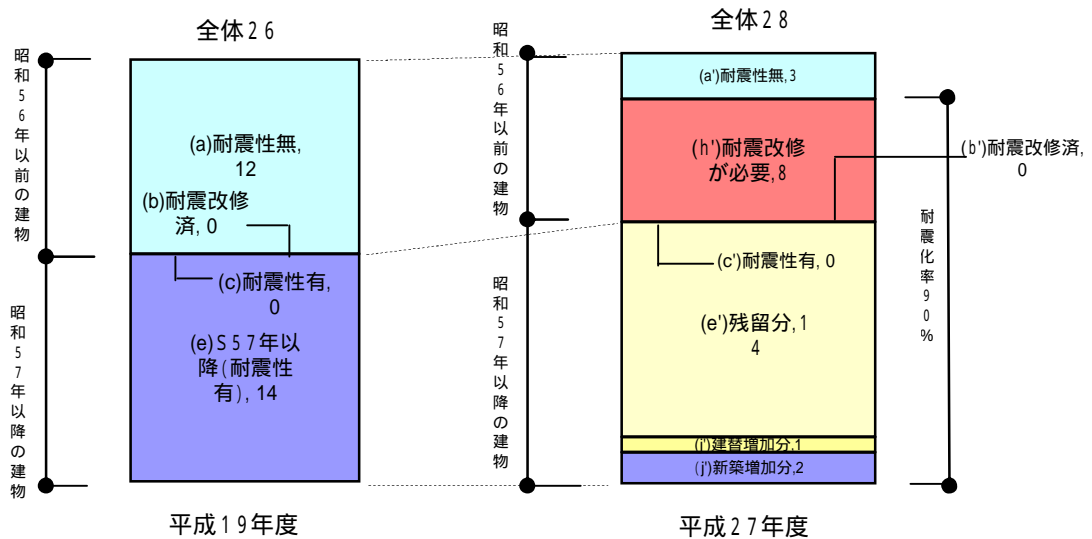 全体26
全体28
昭和56年以前の建物
昭和57年以降の建物
(a)耐震性無,
12
(b)耐震改修
済, 0
(c)耐震性有,
0
(e)S57年以
降(耐震性
有), 14
平成19年度
昭和56年以前の建物
昭和57年以降の建物
(a')耐震性無, 3
(h')耐震改修
が必要, 8
(b')耐震改修済,
0
(c')耐震性有, 0
(e')残留分, 1
4
(i')建替増加分, 1
(j')新築増加分, 2
耐震化率90%
平成27年度